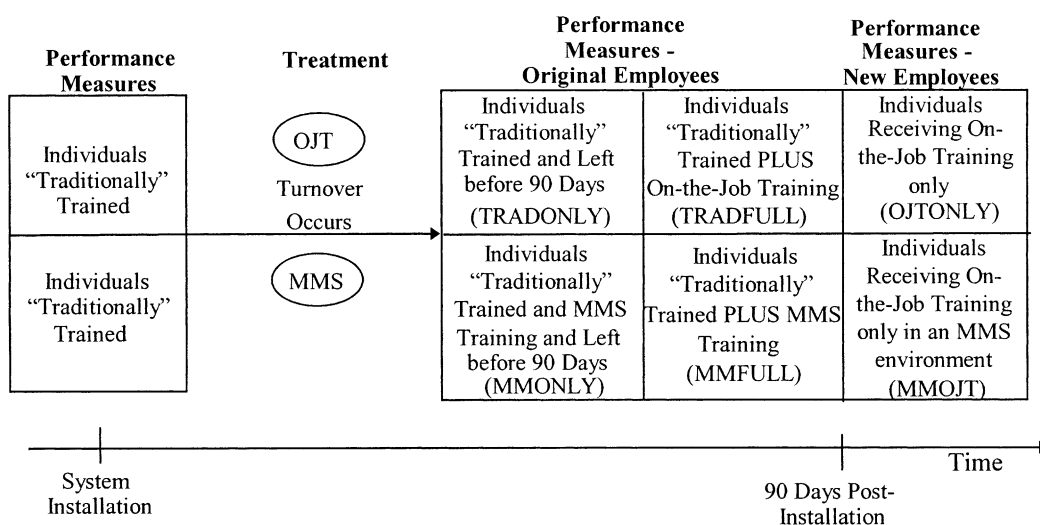 Performance
Measures
Treatment
Performance
Measures -
Original Employees
Performance
Measures -
New Employees
Individuals
“Traditionally”
Trained
OJT
Turnover
Occurs
Individuals
“Traditionally”
Trained and Left
before 90 Days
(TRADONLY)
Individuals
“Traditionally”
Trained PLUS
On-the-Job Training
(TRADFULL)
Individuals
Receiving On-
the-Job Training
only
(OJTONLY)
Individuals
“Traditionally”
Trained
MMS
Individuals
“Traditionally”
Trained and MMS
Training and Left
before 90 Days
(MMONLY)
Individuals
“Traditionally”
Trained PLUS MMS
Training
(MMFULL)
Individuals
Receiving On-
the-Job Training
only in an MMS
environment
(MMOJT)
System
Installation
90 Days Post-
Installation
Time